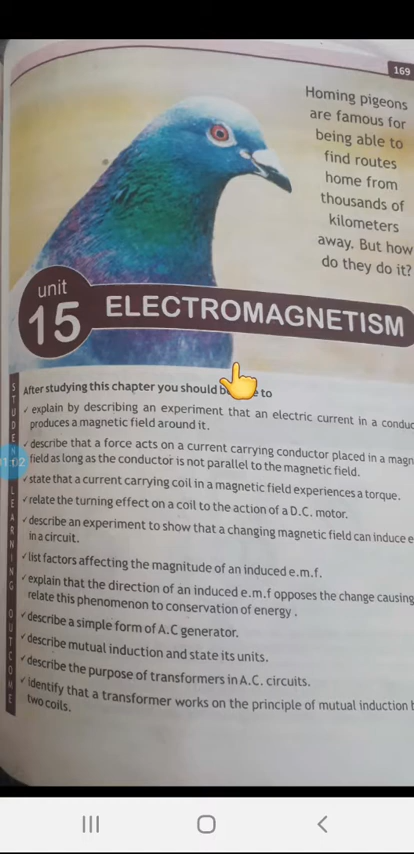 169
Homing pigeons
are famous for
being able to
find routes
home from
thousands of
kilometers
away. But how
do they do it?
unit
15
ELECTROMAGNETISM
STUDENT LEARNING OUTCOME
After studying this chapter you should to
✓ explain by describing an experiment that an electric current in a conduc
produces a magnetic field around it.
✓ describe that a force acts on a current carrying conductor placed in a magn
field as long as the conductor is not parallel to the magnetic field.
✓ state that a current carrying coil in a magnetic field experiences a torque.
✓ relate the turning effect on a coil to the action of a D.C. motor.
✓ describe an experiment to show that a changing magnetic field can induce e
in a circuit.
✓ list factors affecting the magnitude of an induced e.m.f.
✓ explain that the direction of an induced e.m.f opposes the change causing
relate this phenomenon to conservation of energy .
✓ describe a simple form of A.C generator.
✓ describe mutual induction and state its units.
✓ describe the purpose of transformers in A.C. circuits.
✓ identify that a transformer works on the principle of mutual induction b
two coils.